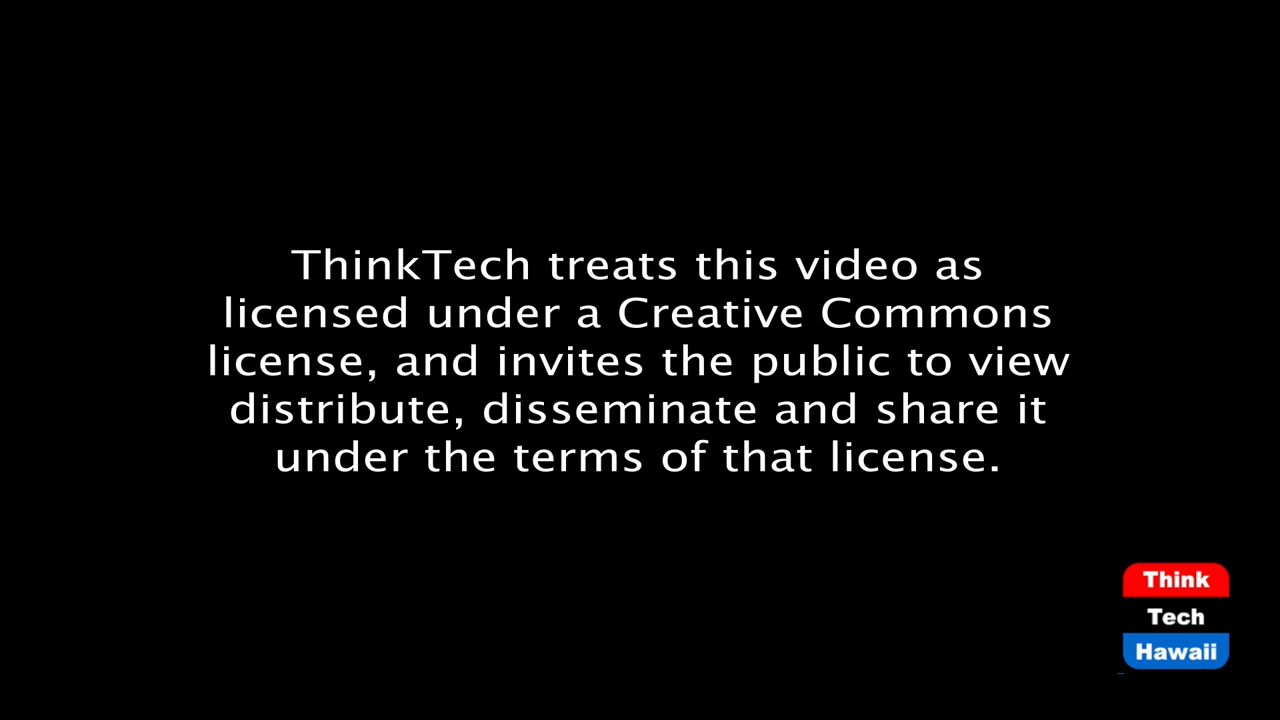 ThinkTech treats this video as
licensed under a Creative Commons
license, and invites the public to view
distribute, disseminate and share it
under the terms of that license.
Think
Tech
Hawaii